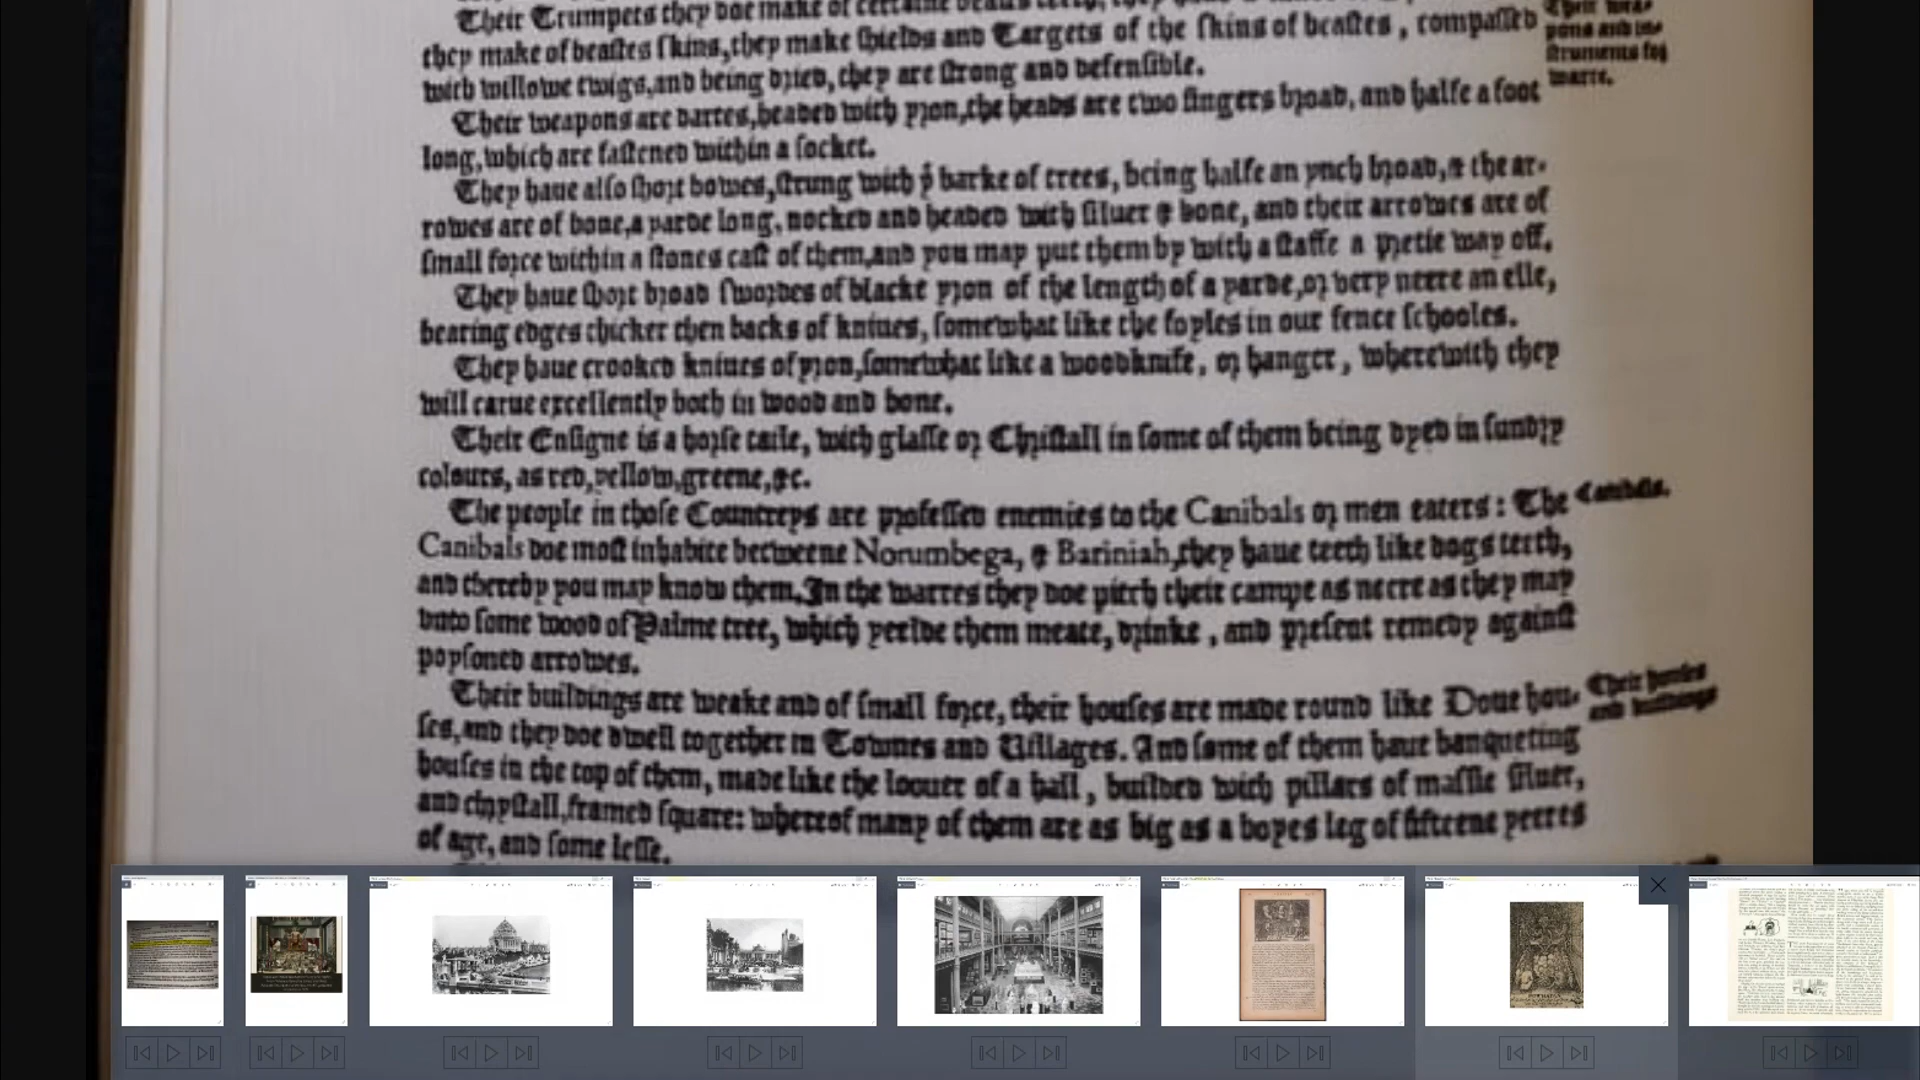 Their Trumpets they doe make of certaine beasts teeth, they
they make of beastes skins, they make shields and Targets of the skins of beastes, compassed
with willowe twigs, and being dried, they are strong and defensible.
Their wea-
pons and in-
struments for
warre.
Their weapons are dartes, headed with yron, the heads are two fingers broad, and halfe a foot
long, which are fastened within a socket.
They haue also short bowes, strung with þͤ barke of trees, being halfe an ynch broad, & the ar-
rowes are of bone, a yarde long, nocked and headed with siluer & bone, and their arrowes are of
small force within a stones cast of them, and you may put them by with a staffe a pretie way off.
They haue short broad swordes of blacke yron of the length of a yarde, or very neere an elle,
bearing edges thicker then backs of kniues, somewhat like the foyles in our fence schooles.
They haue crooked kniues of yron, somewhat like a woodknife, or hanger, wherewith they
will carue excellently both in wood and bone.
Their Ensigne is a horse taile, with glasse or Christall in some of them being dyed in sundry
colours, as red, yellow, greene, &c.
The people in those Countreys are professed enemies to the Canibals or men eaters: The
Canibals.
Canibals doe most inhabite betweene Norumbega, & Bariniah, they haue teeth like dogs teeth,
and thereby you may know them. In the warres they doe pitch their campe as neere as they may
vnto some wood of Palme tree, which yeelde them meate, drinke, and present remedy against
poysoned arrowes.
Their buildings are weake and of small force, their houses are made round like Doue hou-
Their houses
and buildings
ses, and they doe dwell together in Townes and Villages. And some of them haue banqueting
houses in the top of them, made like the louer of a hall, builded with pillars of massie siluer,
and chrystall, framed square: whereof many of them are as big as a boyes leg of fifteene yeeres
of age, and some lesse.